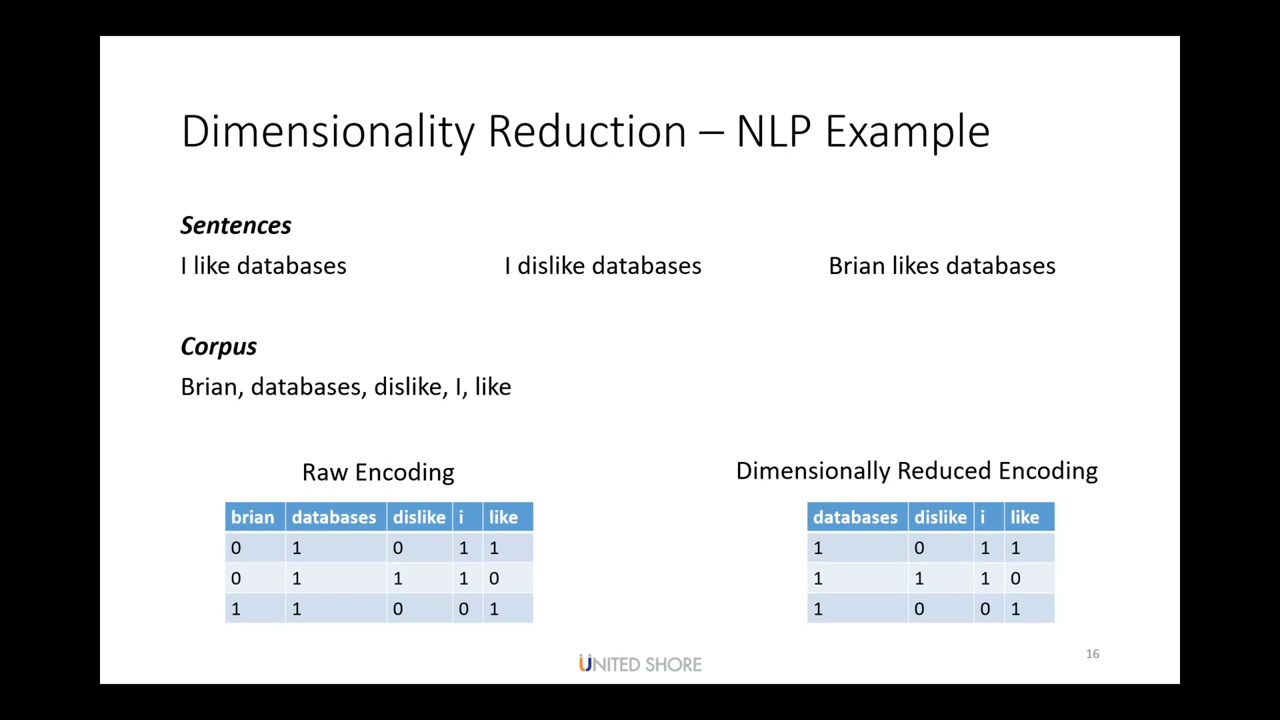 Dimensionality Reduction – NLP Example
Sentences
I like databases
I dislike databases
Brian likes databases
Corpus
Brian, databases, dislike, I, like
Raw Encoding
brian databases dislike i like
0 1 0 1 1
0 1 1 1 0
1 1 0 0 1
Dimensionally Reduced Encoding
databases dislike i like
1 0 1 1
1 1 1 0
1 0 0 1
UNITED SHORE
16